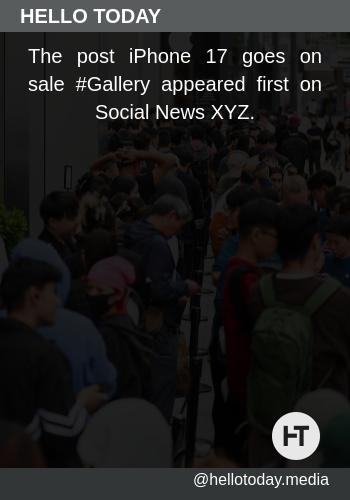 HELLO TODAY
The post iPhone 17 goes on
sale #Gallery appeared first on
Social News XYZ.
HT
@hellotoday.media